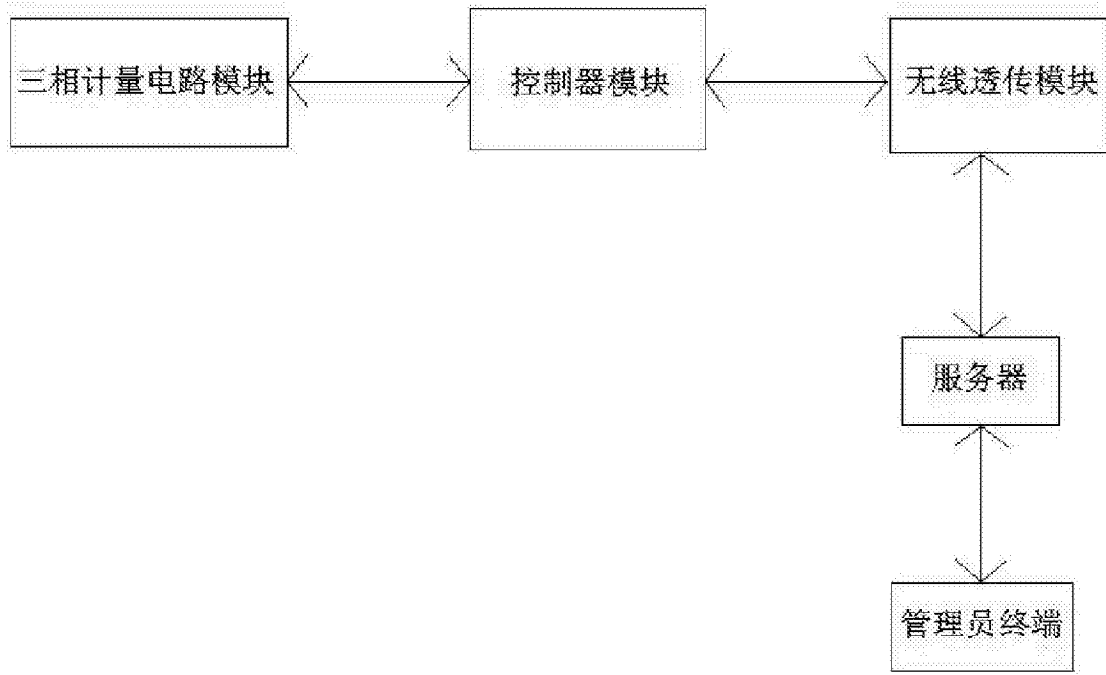 三相计量电路模块
控制器模块
无线透传模块
服务器
管理员终端